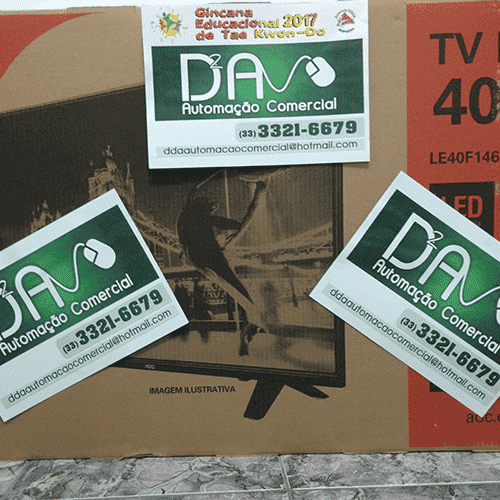 Gincana
Educacional 2017
de Tae Kwon-Do
D²A
Automação Comercial
(33) 3321-6679
ddaautomacaocomercial@hotmail.com
TV
40
LE40F146
LED
D²A
Automação Comercial
(33) 3321-6679
ddaautomacaocomercial@hotmail.com
D²A
Automação Comercial
(33) 3321-6679
ddaautomacaocomercial@hotmail.com
AOC
IMAGEM ILUSTRATIVA
aoc.